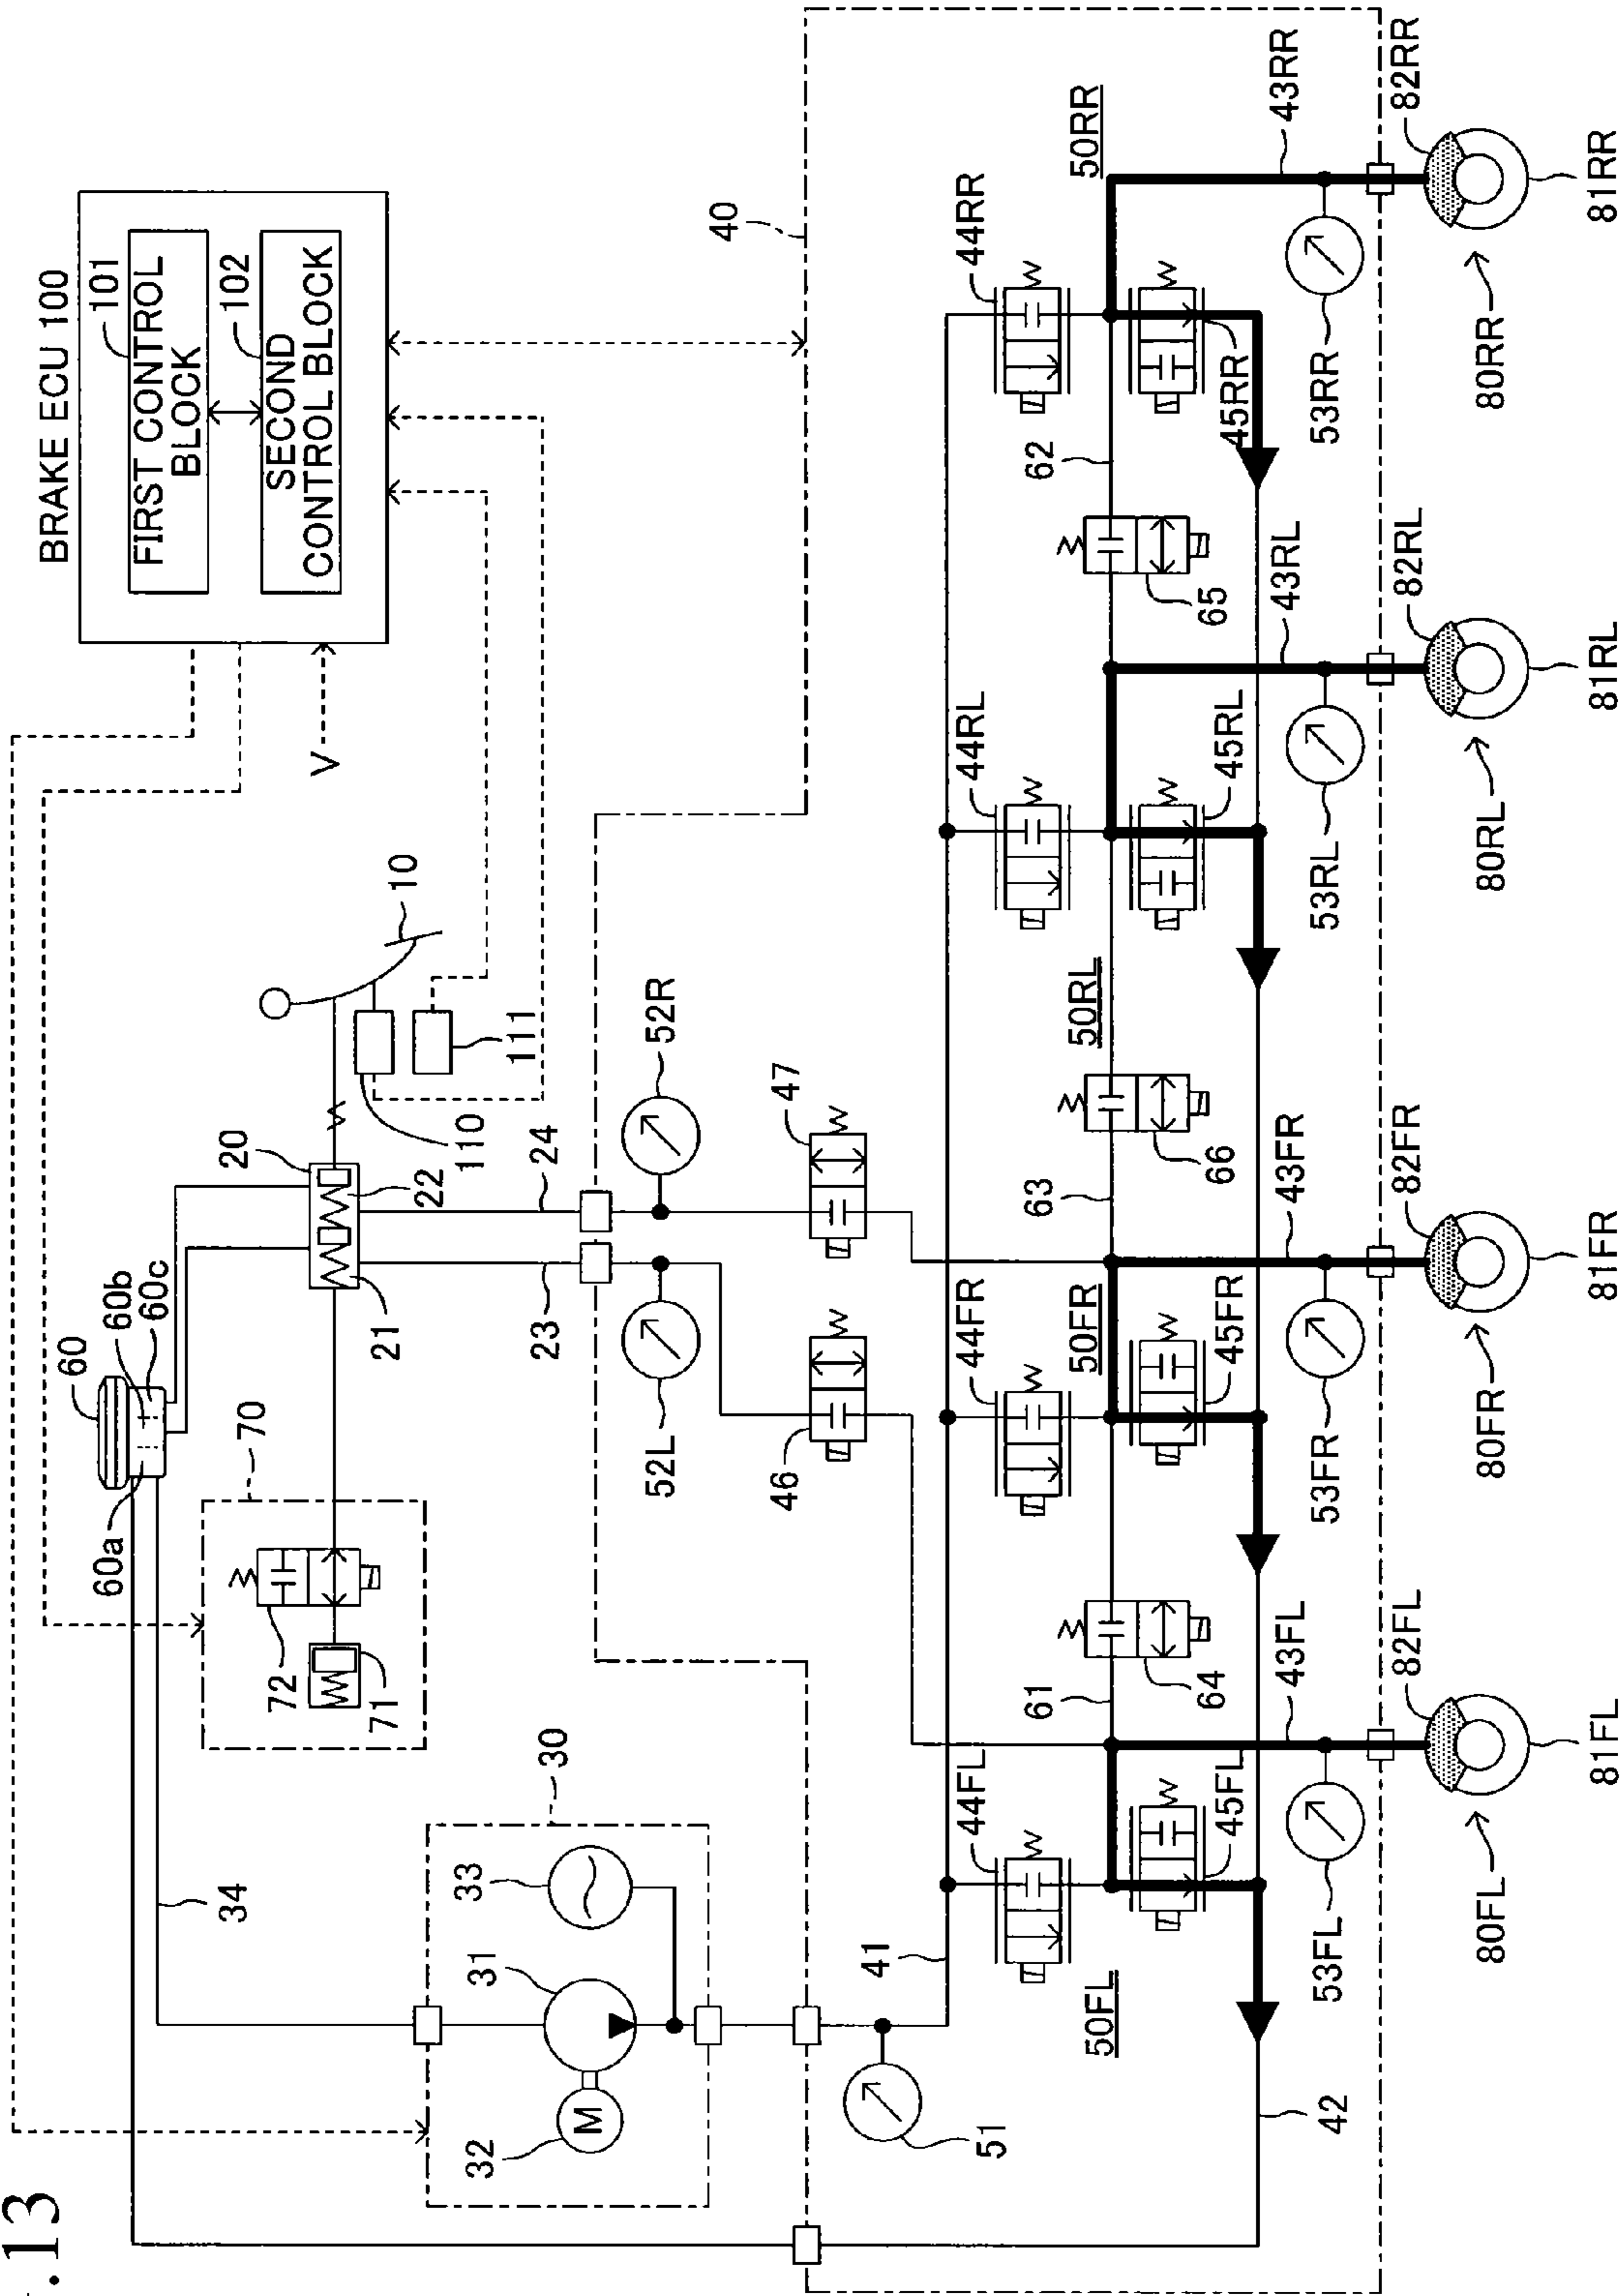 .13
BRAKE ECU 100
FIRST CONTROL
BLOCK
101
SECOND
CONTROL BLOCK
102
V
60
60a
60b
60c
34
70
72
71
20
22
21
10
110
111
23
24
30
33
31
32
M
40
52L
52R
46
47
51
41
42
44FL
44FR
44RL
44RR
50FL
50FR
50RL
50RR
61
63
62
64
66
65
45FL
45FR
45RL
45RR
43FL
43FR
43RL
43RR
53FL
53FR
53RL
53RR
82FL
82FR
82RL
82RR
80FL
80FR
80RL
80RR
81FL
81FR
81RL
81RR